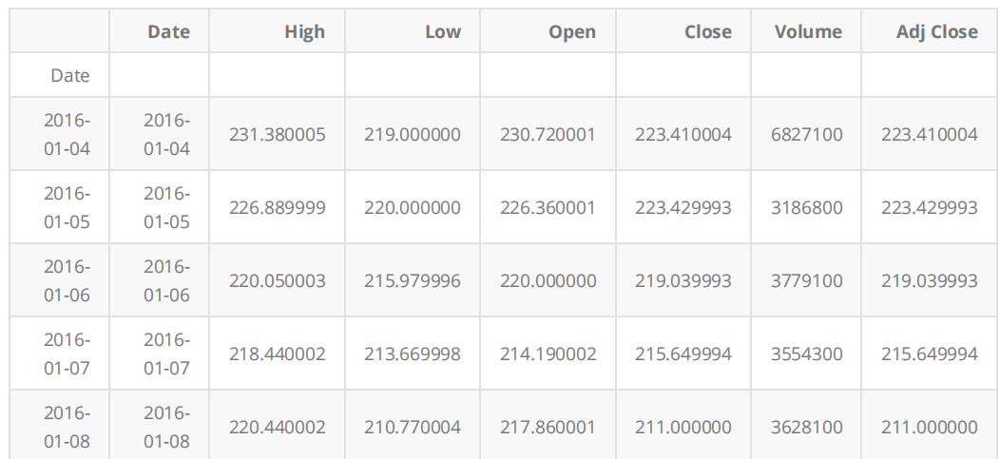 Date High Low Open Close Volume Adj Close
Date
2016-01-04 2016-01-04 231.380005 219.000000 230.720001 223.410004 6827100 223.410004
2016-01-05 2016-01-05 226.889999 220.000000 226.360001 223.429993 3186800 223.429993
2016-01-06 2016-01-06 220.050003 215.979996 220.000000 219.039993 3779100 219.039993
2016-01-07 2016-01-07 218.440002 213.669998 214.190002 215.649994 3554300 215.649994
2016-01-08 2016-01-08 220.440002 210.770004 217.860001 211.000000 3628100 211.000000